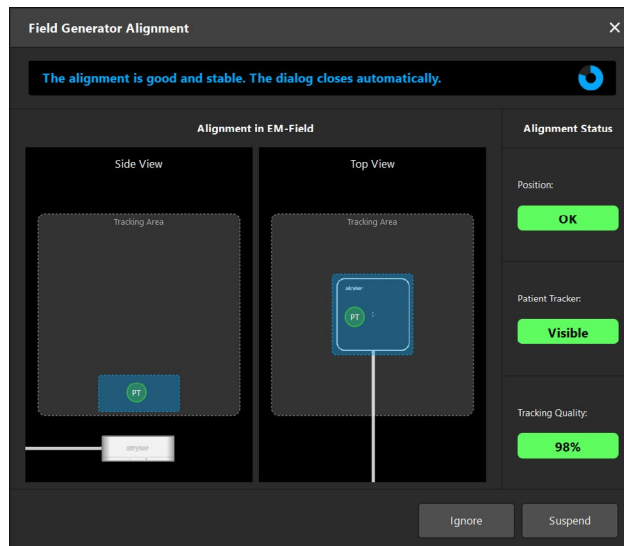 Field Generator Alignment
The alignment is good and stable. The dialog closes automatically.
Alignment in EM-Field
Alignment Status
Side View
Top View
Tracking Area
Tracking Area
Position:
OK
stryker
PT
Patient Tracker:
Visible
PT
Tracking Quality:
98%
stryker
Ignore
Suspend